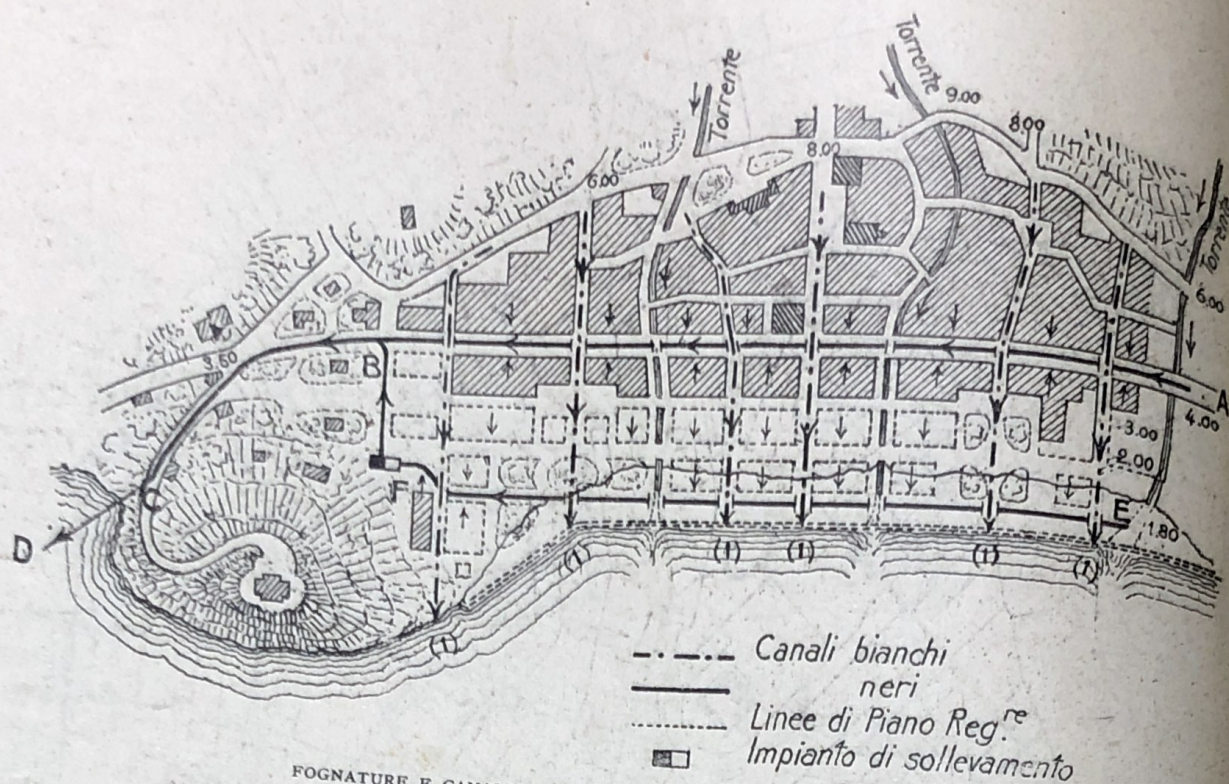 Torrente
9.00
8.00
Torrente
8.00
6.00
Torrente
6.00
3.60
B
A
4.00
3.00
2.00
C
F
E
1.80
D
(1)
(1)
(1)
(1)
(1)
(1)
Canali bianchi
neri
Linee di Piano Reg.re
Impianto di sollevamento
FOGNATURE E